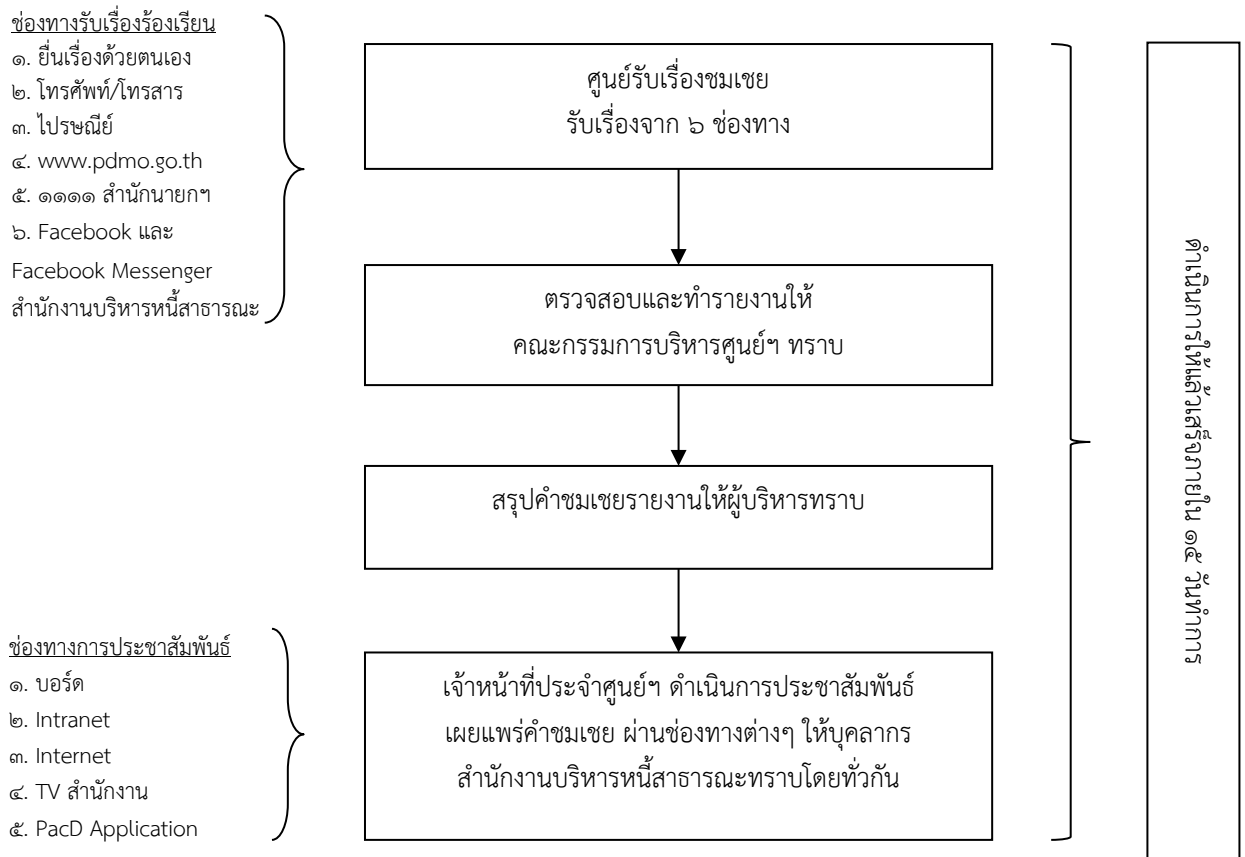 ช่องทางรับเรื่องร้องเรียน
๑. ยื่นเรื่องด้วยตนเอง
๒. โทรศัพท์/โทรสาร
๓. ไปรษณีย์
๔. www.pdmo.go.th
๕. ๑๑๑๑ สำนักนายกฯ
๖. Facebook และ
Facebook Messenger
สำนักงานบริหารหนี้สาธารณะ
ศูนย์รับเรื่องชมเชย
รับเรื่องจาก ๖ ช่องทาง
ตรวจสอบและทำรายงานให้
คณะกรรมการบริหารศูนย์ฯ ทราบ
สรุปคำชมเชยรายงานให้ผู้บริหารทราบ
ช่องทางการประชาสัมพันธ์
๑. บอร์ด
๒. Intranet
๓. Internet
๔. TV สำนักงาน
๕. PacD Application
เจ้าหน้าที่ประจำศูนย์ฯ ดำเนินการประชาสัมพันธ์
เผยแพร่คำชมเชย ผ่านช่องทางต่างๆ ให้บุคลากร
สำนักงานบริหารหนี้สาธารณะทราบโดยทั่วกัน
ดำเนินการให้แล้วเสร็จภายใน ๑๕ วันทำการ